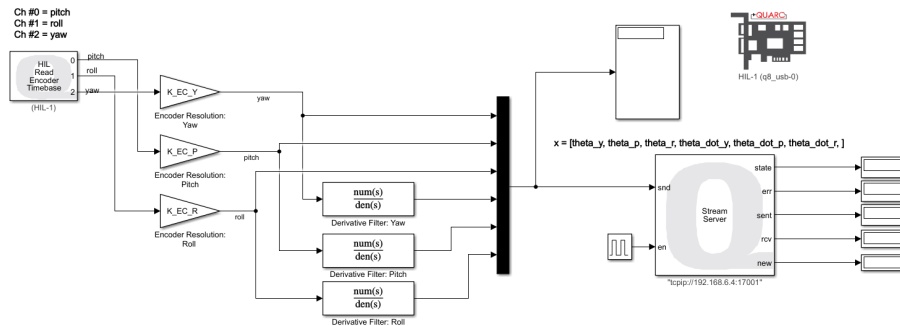 Ch #0 = pitch
Ch #1 = roll
Ch #2 = yaw
HIL
Read
Encoder
Timebase
0
1
2
(HIL-1)
pitch
roll
yaw
K_EC_Y
Encoder Resolution:
Yaw
yaw
K_EC_P
Encoder Resolution:
Pitch
pitch
K_EC_R
Encoder Resolution:
Roll
roll
num(s)
den(s)
Derivative Filter: Yaw
num(s)
den(s)
Derivative Filter: Pitch
num(s)
den(s)
Derivative Filter: Roll
QUARC
HIL-1 (q8_usb-0)
x = [theta_y, theta_p, theta_r, theta_dot_y, theta_dot_p, theta_dot_r, ]
snd
en
Stream
Server
state
err
sent
rcv
new
"tcpip://192.168.6.4:17001"